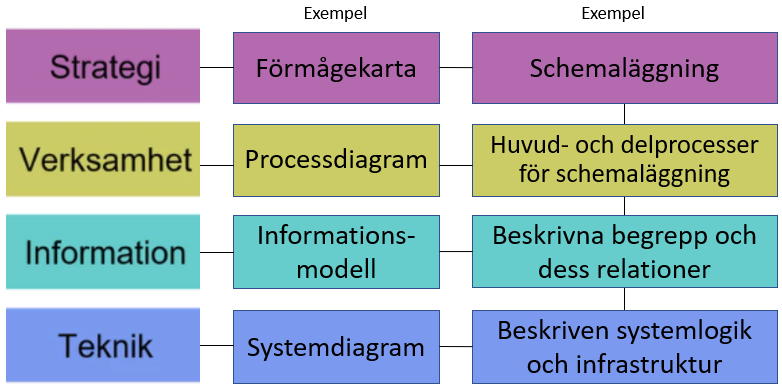 Exempel
Exempel
Strategi
Förmågekarta
Schemaläggning
Verksamhet
Processdiagram
Huvud- och delprocesser
för schemaläggning
Information
Informations-
modell
Beskrivna begrepp och
dess relationer
Teknik
Systemdiagram
Beskriven systemlogik
och infrastruktur